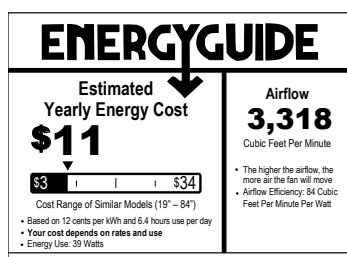 ENERGYGUIDE
Estimated
Yearly Energy Cost
$11
$3 $34
Cost Range of Similar Models (19” – 84”)
• Based on 12 cents per kWh and 6.4 hours use per day
• Your cost depends on rates and use
• Energy Use: 39 Watts
Airflow
3,318
Cubic Feet Per Minute
• The higher the airflow, the
more air the fan will move
• Airflow Efficiency: 84 Cubic
Feet Per Minute Per Watt